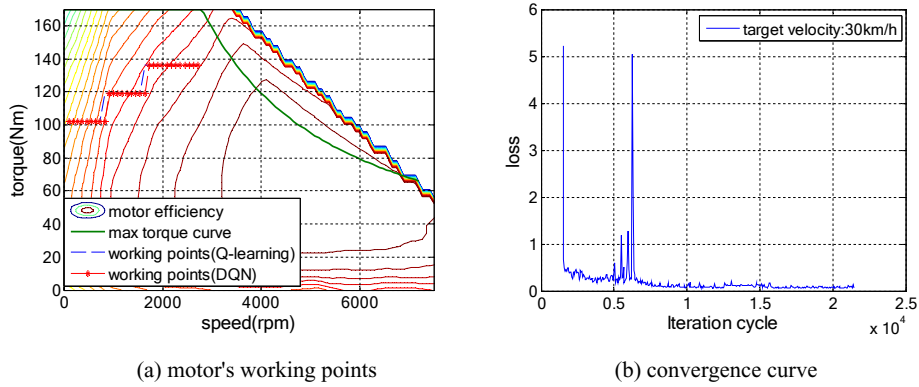 170
160
140
120
100
80
60
40
20
0
torque(Nm)
motor efficiency
max torque curve
working points(Q-learning)
working points(DQN)
0 2000 4000 6000
speed(rpm)
(a) motor's working points
6
5
4
3
2
1
0
loss
target velocity:30km/h
0 0.5 1 1.5 2 2.5
Iteration cycle
x 10^4
(b) convergence curve